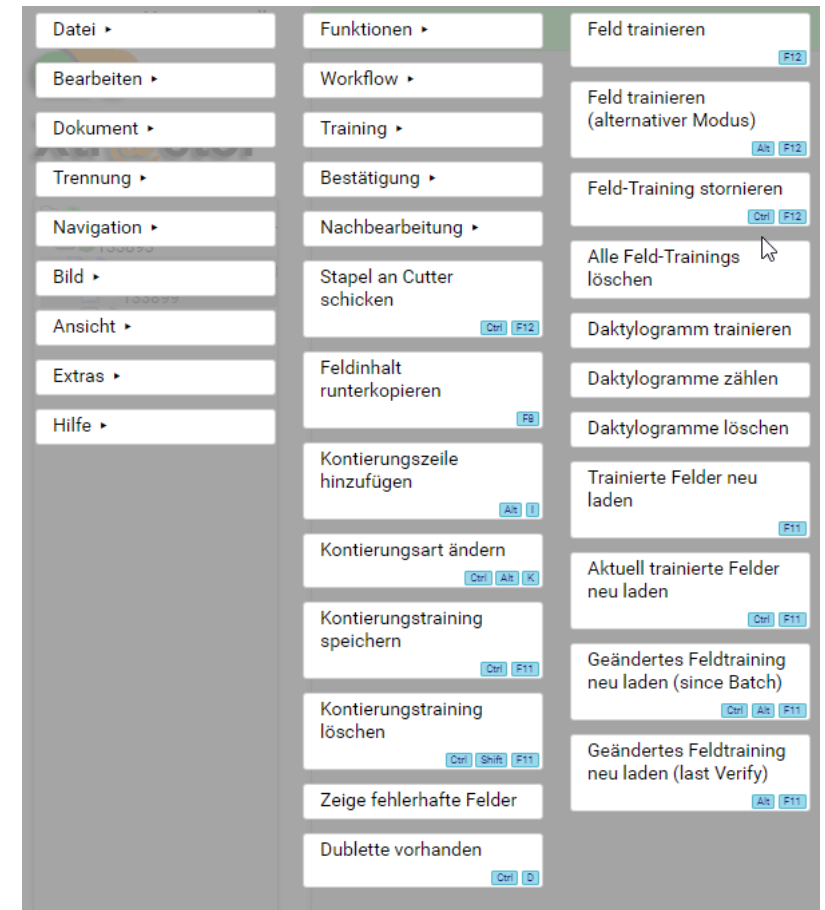 Datei ▸
Bearbeiten ▸
Dokument ▸
Trennung ▸
Navigation ▸
133899
Bild ▸
Ansicht ▸
Extras ▸
Hilfe ▸
Funktionen ▸
Workflow ▸
Training ▸
Bestätigung ▸
Nachbearbeitung ▸
Stapel an Cutter
schicken
Ctrl F12
Feldinhalt
runterkopieren
F8
Kontierungszeile
hinzufügen
Alt I
Kontierungsart ändern
Ctrl Alt K
Kontierungstraining
speichern
Ctrl F11
Kontierungstraining
löschen
Ctrl Shift F11
Zeige fehlerhafte Felder
Dublette vorhanden
Ctrl D
Feld trainieren
F12
Feld trainieren
(alternativer Modus)
Alt F12
Feld-Training stornieren
Ctrl F12
Alle Feld-Trainings
löschen
Daktylogramm trainieren
Daktylogramme zählen
Daktylogramme löschen
Trainierte Felder neu
laden
F11
Aktuell trainierte Felder
neu laden
Ctrl F11
Geändertes Feldtraining
neu laden (since Batch)
Ctrl Alt F11
Geändertes Feldtraining
neu laden (last Verify)
Alt F11